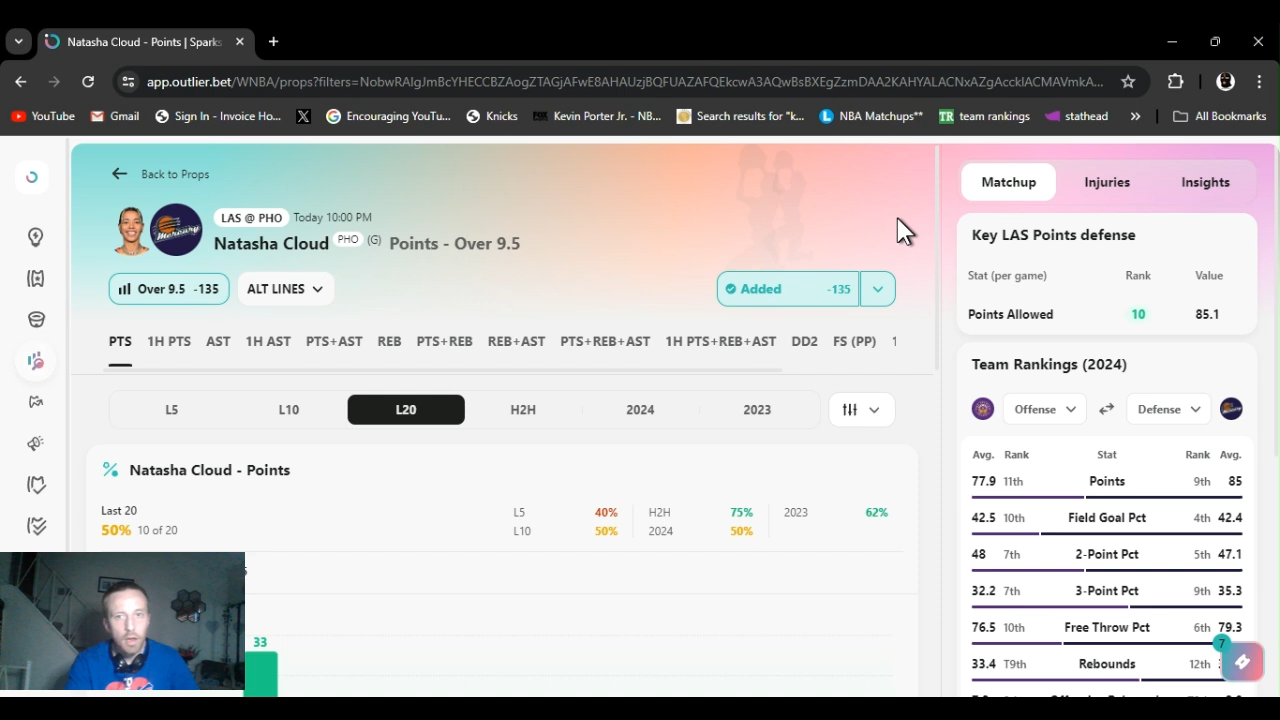 Natasha Cloud - Points | Sparks
app.outlier.bet/WNBA/props?filters=NobwRAlgJmBcYHECCBZAogZTAGjAFwE8AHAUzjBQFUAZAFQEkcwA3AQwBsBXEgZzmDAA2KAHYALACNxAZgAccklACMAVmkA...
YouTube Gmail Sign In - Invoice Ho... Encouraging YouTu... Knicks Kevin Porter Jr. - NB... Search results for "k... NBA Matchups** TR team rankings stathead » All Bookmarks
Back to Props
LAS @ PHO Today 10:00 PM
Natasha Cloud PHO (G) Points - Over 9.5
Over 9.5 -135 ALT LINES
Added -135
PTS 1H PTS AST 1H AST PTS+AST REB PTS+REB REB+AST PTS+REB+AST 1H PTS+REB+AST DD2 FS (PP) 1
L5 L10 L20 H2H 2024 2023
Natasha Cloud - Points
Last 20
50% 10 of 20
L5 40% H2H 75% 2023 62%
L10 50% 2024 50%
33
Matchup Injuries Insights
Key LAS Points defense
Stat (per game) Rank Value
Points Allowed 10 85.1
Team Rankings (2024)
Offense Defense
Avg. Rank Stat Rank Avg.
77.9 11th Points 9th 85
42.5 10th Field Goal Pct 4th 42.4
48 7th 2-Point Pct 5th 47.1
32.2 7th 3-Point Pct 9th 35.3
76.5 10th Free Throw Pct 6th 79.3
7
33.4 T9th Rebounds 12th